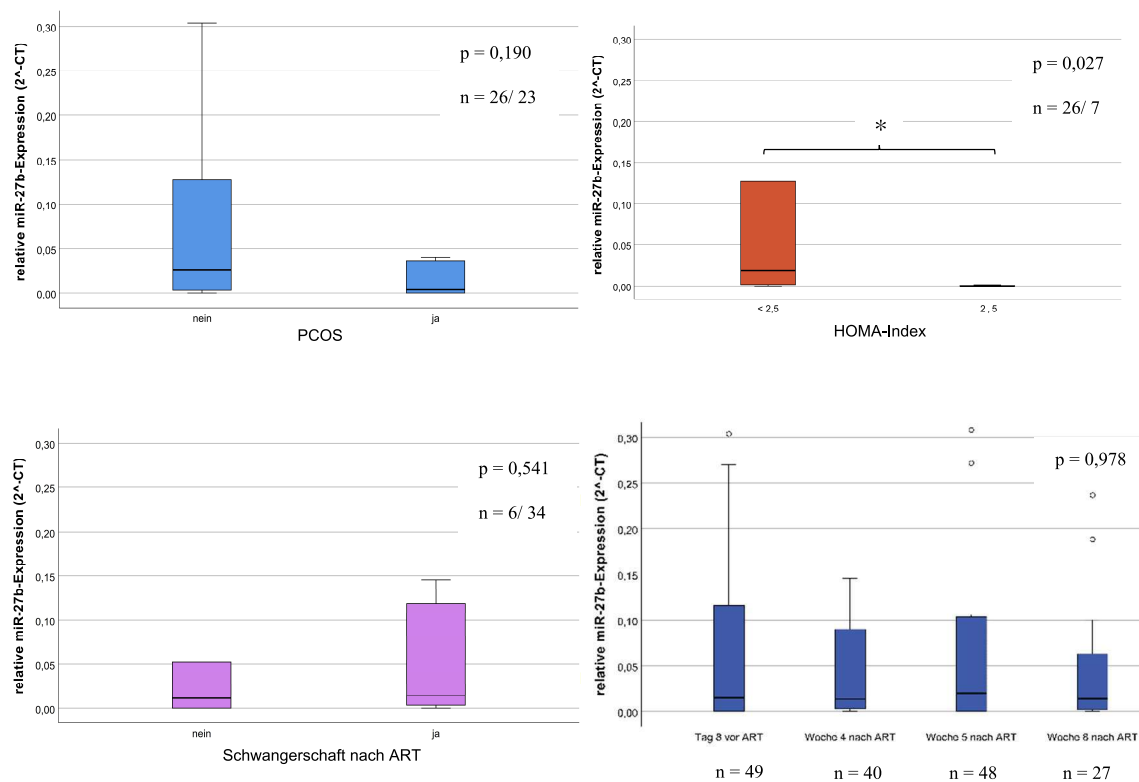 relative miR-27b-Expression (2^-CT)
0,30
0,25
0,20
0,15
0,10
0,05
0,00
p = 0,190
n = 26/ 23
nein
ja
PCOS
relative miR-27b-Expression (2^-CT)
0,30
0,25
0,20
0,15
0,10
0,05
0,00
p = 0,027
n = 26/ 7
*
< 2,5
2 , 5
HOMA-Index
relative miR-27b-Expression (2^-CT)
0,30
0,25
0,20
0,15
0,10
0,05
0,00
p = 0,541
n = 6/ 34
nein
ja
Schwangerschaft nach ART
relative miR-27b-Expression (2^-CT)
0,30
0,25
0,20
0,15
0,10
0,05
0,00
p = 0,978
Tag 8 vor ART
Woche 4 nach ART
Woche 5 nach ART
Woche 6 nach ART
n = 49
n = 40
n = 48
n = 27